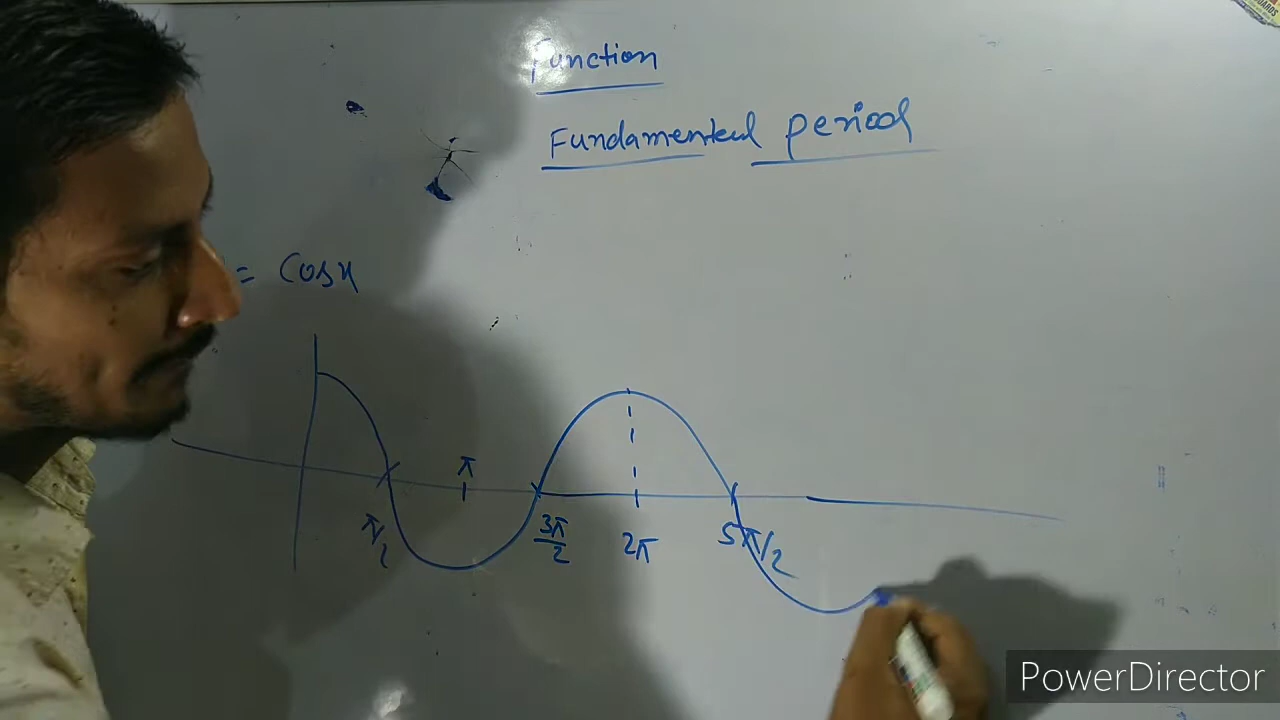 Function
Fundamental period
= Cosx
π
π/2
3π/2
2π
5π/2
PowerDirector